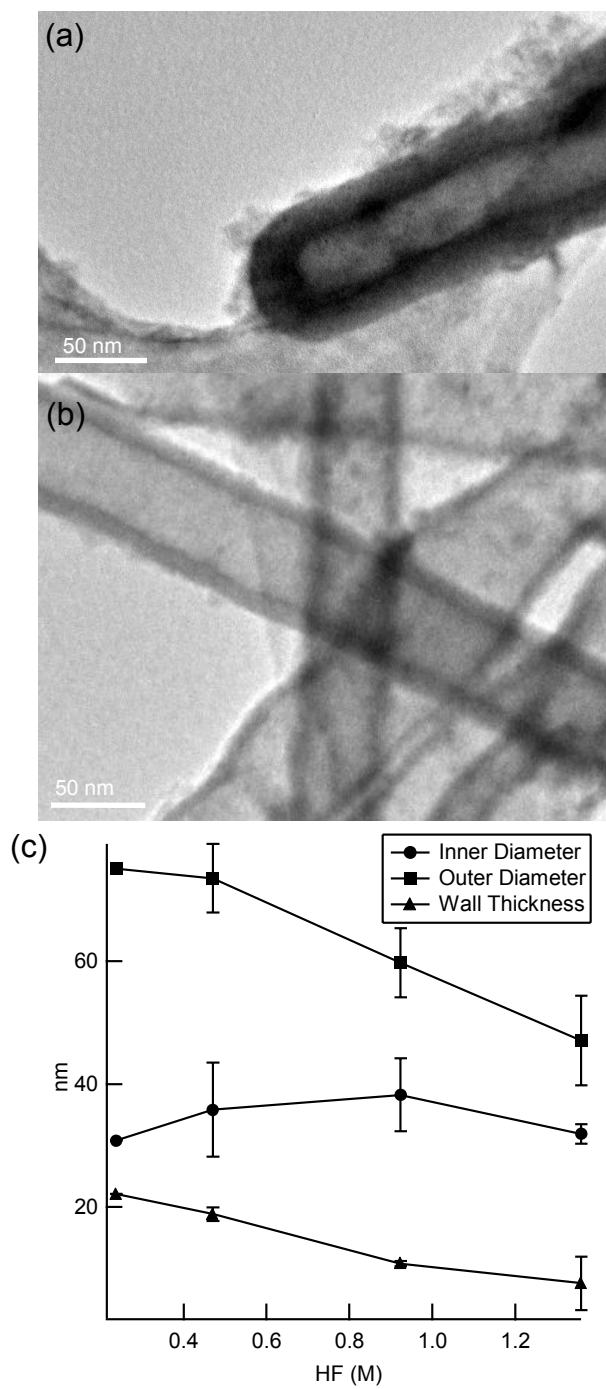 (a)
50 nm
(b)
50 nm
(c)
Inner Diameter
Outer Diameter
Wall Thickness
60
40
20
nm
0.4 0.6 0.8 1.0 1.2
HF (M)